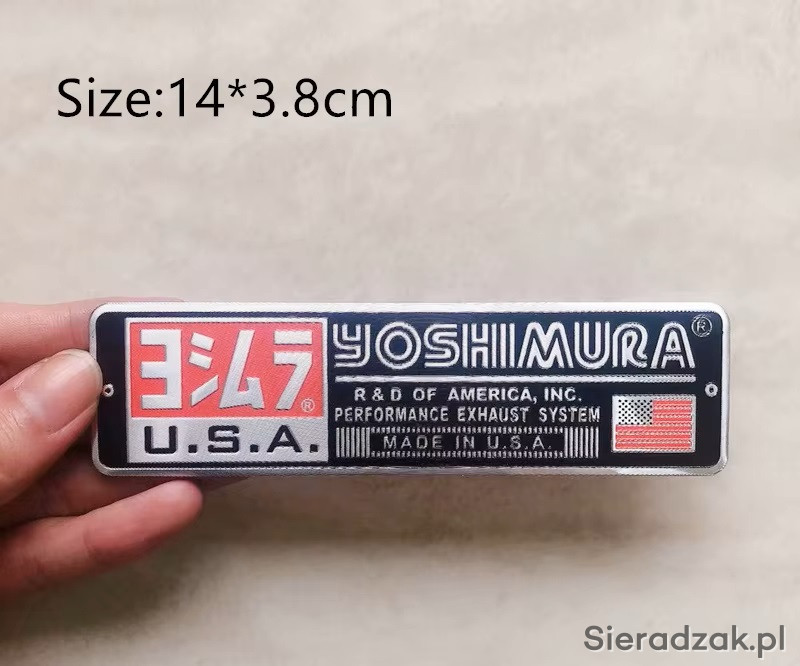 Size:14*3.8cm
ヨシムラ®
U.S.A.
YOSHIMURA®
R & D OF AMERICA, INC.
PERFORMANCE EXHAUST SYSTEM
MADE IN U.S.A.
Sieradzak.pl